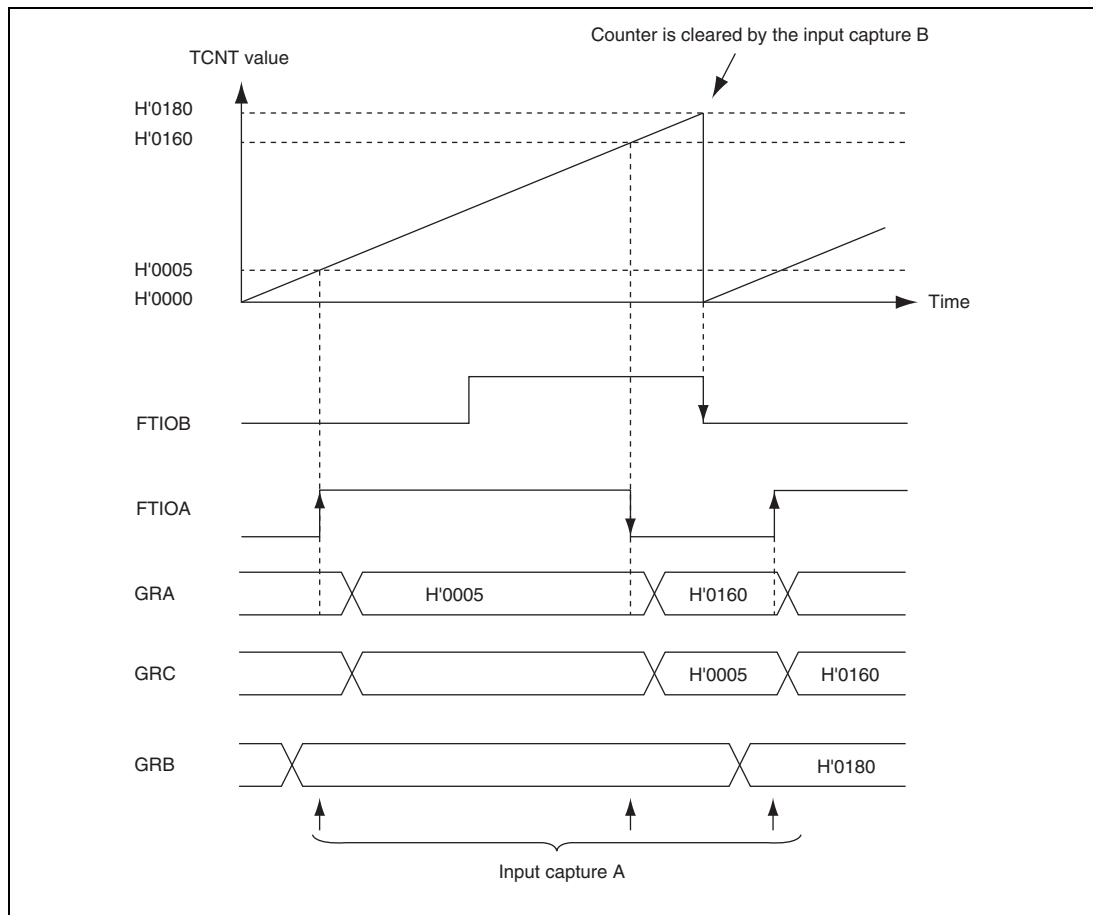 Counter is cleared by the input capture B
TCNT value
H'0180
H'0160
H'0005
H'0000
Time
FTIOB
FTIOA
GRA
H'0005
H'0160
GRC
H'0005
H'0160
GRB
H'0180
Input capture A